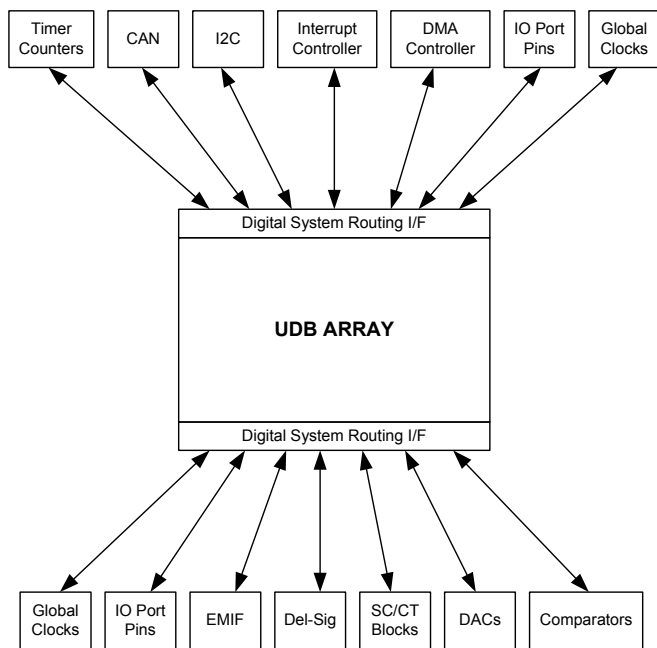 Timer
Counters
CAN
I2C
Interrupt
Controller
DMA
Controller
IO Port
Pins
Global
Clocks
Digital System Routing I/F
UDB ARRAY
Digital System Routing I/F
Global
Clocks
IO Port
Pins
EMIF
Del-Sig
SC/CT
Blocks
DACs
Comparators